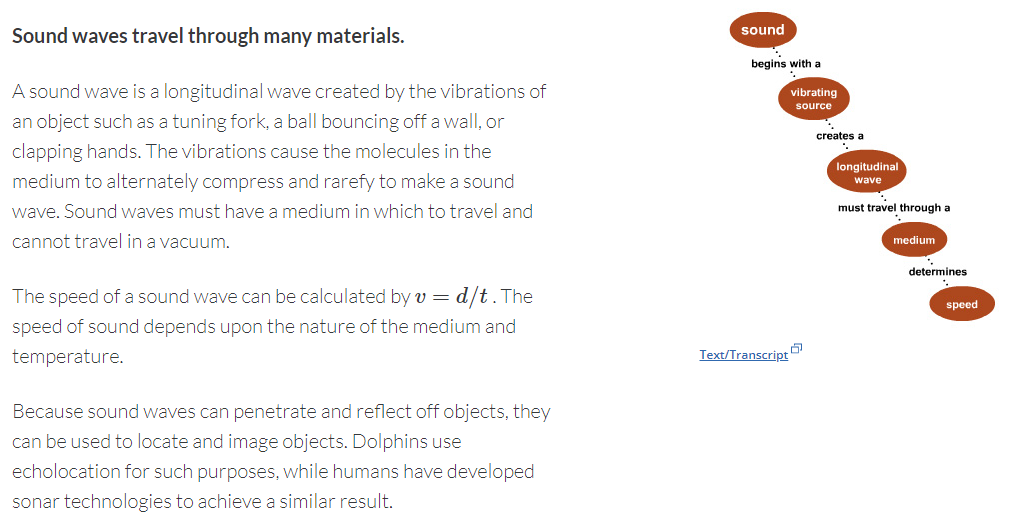 Sound waves travel through many materials.
A sound wave is a longitudinal wave created by the vibrations of
an object such as a tuning fork, a ball bouncing off a wall, or
clapping hands. The vibrations cause the molecules in the
medium to alternately compress and rarefy to make a sound
wave. Sound waves must have a medium in which to travel and
cannot travel in a vacuum.
The speed of a sound wave can be calculated by v = d/t . The
speed of sound depends upon the nature of the medium and
temperature.
Because sound waves can penetrate and reflect off objects, they
can be used to locate and image objects. Dolphins use
echolocation for such purposes, while humans have developed
sonar technologies to achieve a similar result.
sound
begins with a
vibrating
source
creates a
longitudinal
wave
must travel through a
medium
determines
speed
Text/Transcript